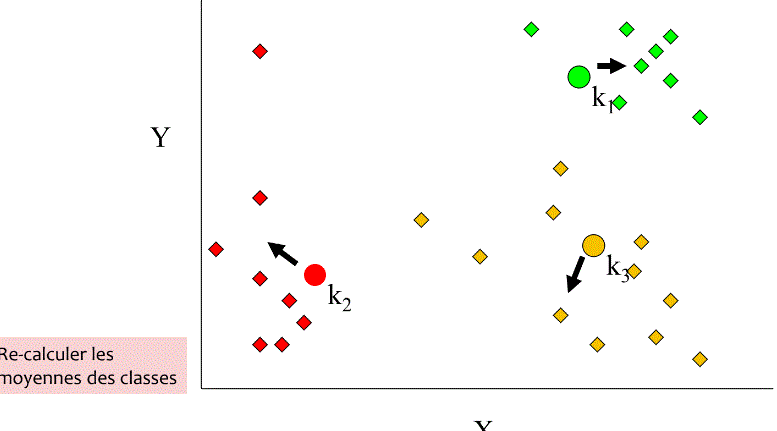 Y
k1
k2
k3
Re-calculer les
moyennes des classes
X